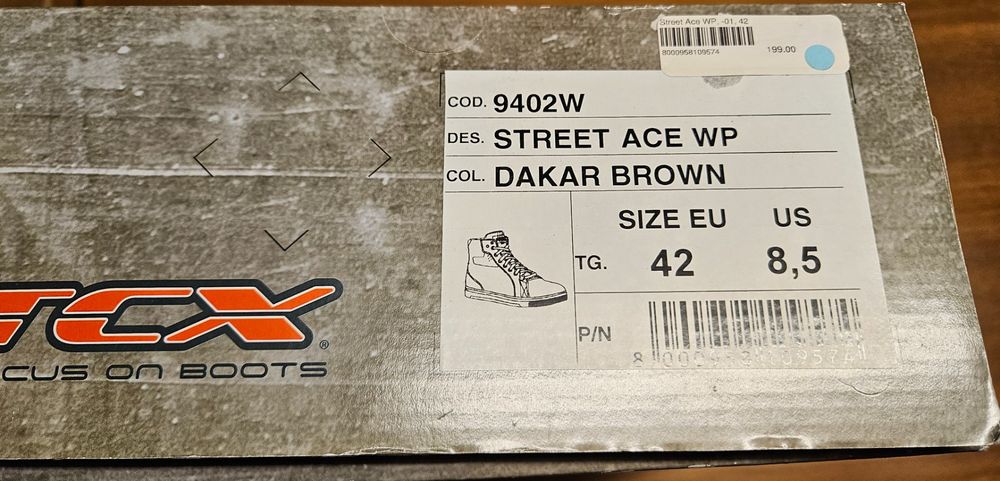 Street Ace WP, -01, 42
8000958109574
199.00
COD. 9402W
DES. STREET ACE WP
COL. DAKAR BROWN
SIZE EU US
TG. 42 8,5
P/N
TCX®
CUS ON BOOTS